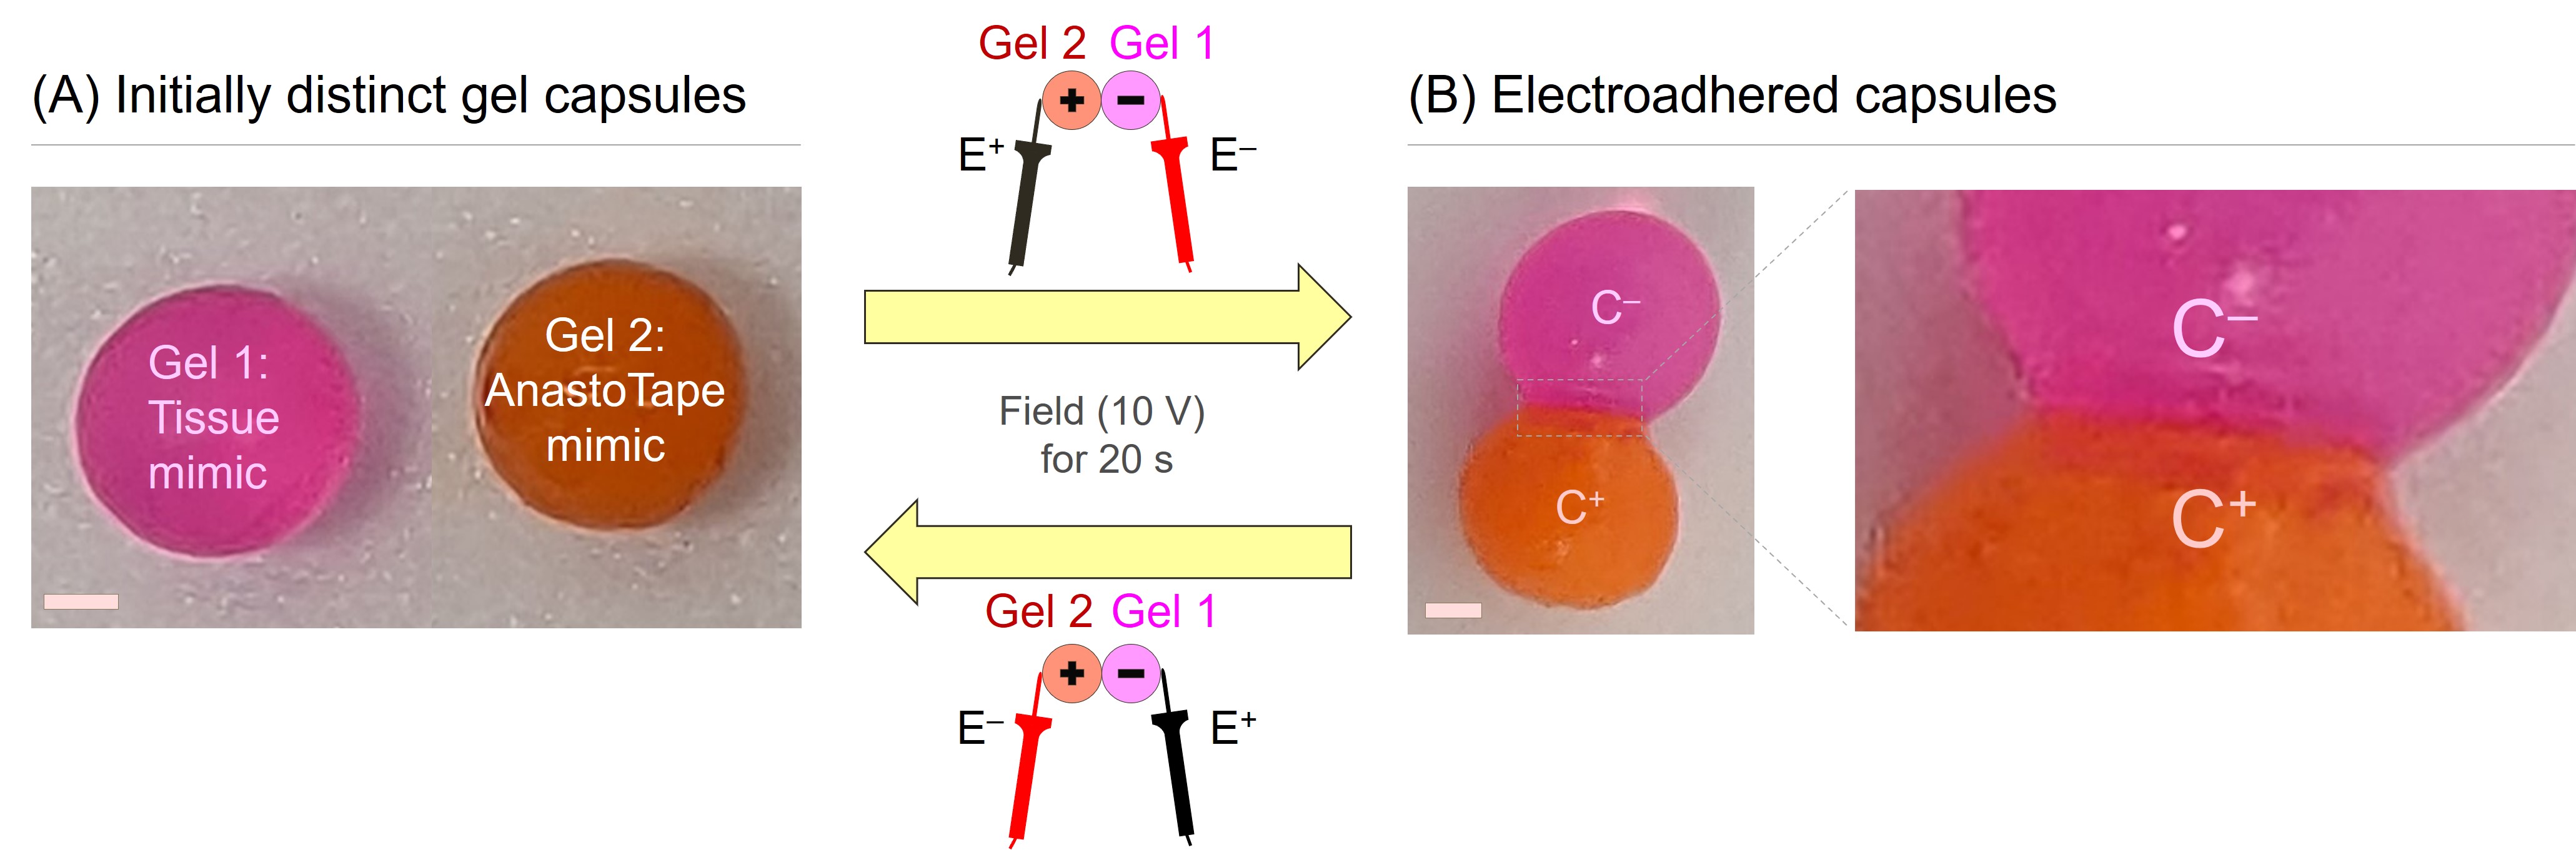 (A) Initially distinct gel capsules
Gel 1:
Tissue
mimic
Gel 2:
AnastoTape
mimic
Gel 2 Gel 1
+ −
E⁺ E⁻
Field (10 V)
for 20 s
Gel 2 Gel 1
+ −
E⁻ E⁺
(B) Electroadhered capsules
C⁻
C⁺
C⁻
C⁺